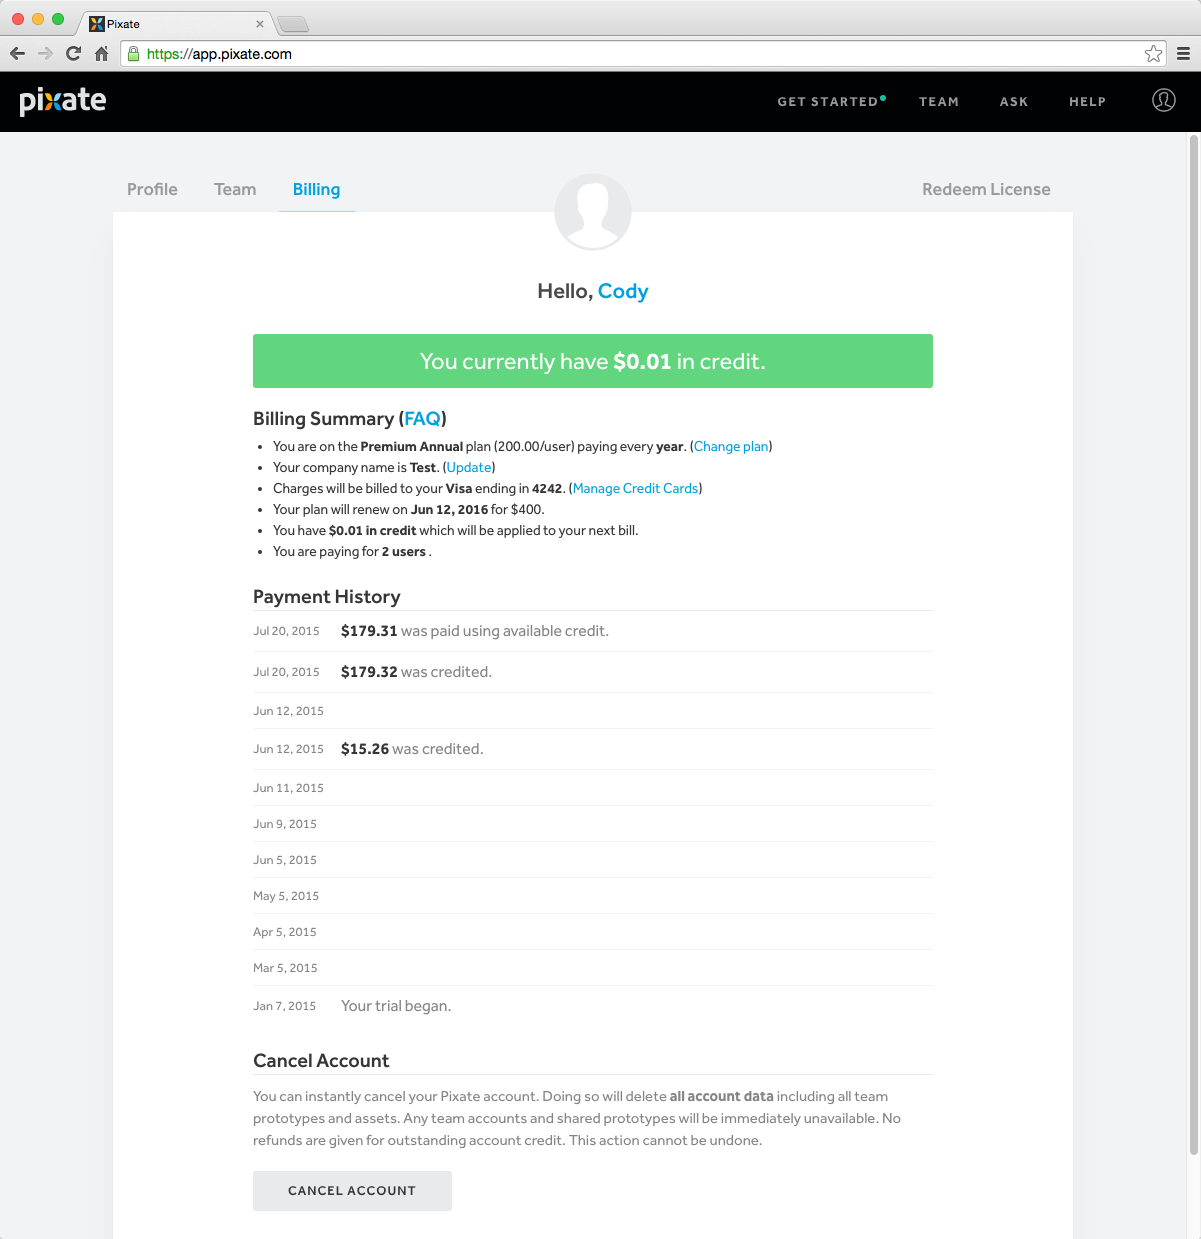 Pixate
https://app.pixate.com
pixate
GET STARTED TEAM ASK HELP
Profile Team Billing Redeem License
Hello, Cody
You currently have $0.01 in credit.
Billing Summary (FAQ)
• You are on the Premium Annual plan (200.00/user) paying every year. (Change plan)
• Your company name is Test. (Update)
• Charges will be billed to your Visa ending in 4242. (Manage Credit Cards)
• Your plan will renew on Jun 12, 2016 for $400.
• You have $0.01 in credit which will be applied to your next bill.
• You are paying for 2 users .
Payment History
Jul 20, 2015 $179.31 was paid using available credit.
Jul 20, 2015 $179.32 was credited.
Jun 12, 2015
Jun 12, 2015 $15.26 was credited.
Jun 11, 2015
Jun 9, 2015
Jun 5, 2015
May 5, 2015
Apr 5, 2015
Mar 5, 2015
Jan 7, 2015 Your trial began.
Cancel Account
You can instantly cancel your Pixate account. Doing so will delete all account data including all team
prototypes and assets. Any team accounts and shared prototypes will be immediately unavailable. No
refunds are given for outstanding account credit. This action cannot be undone.
CANCEL ACCOUNT